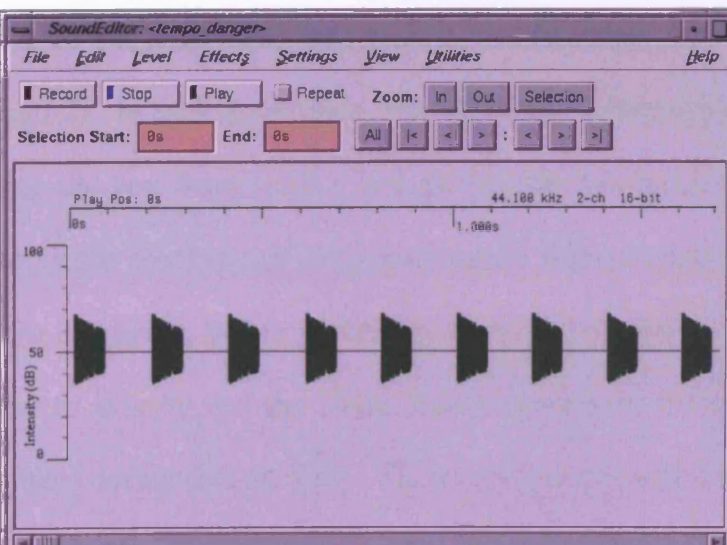 SoundEditor: <tempo_danger>
File Edit Level Effects Settings View Utilities Help
Record Stop Play Repeat Zoom: In Out Selection
Selection Start: 0s End: 0s All |< < > : < > >|
Play Pos: 0s 44.100 kHz 2-ch 16-bit
0s 1.000s
100
50
Intensity (dB)
0